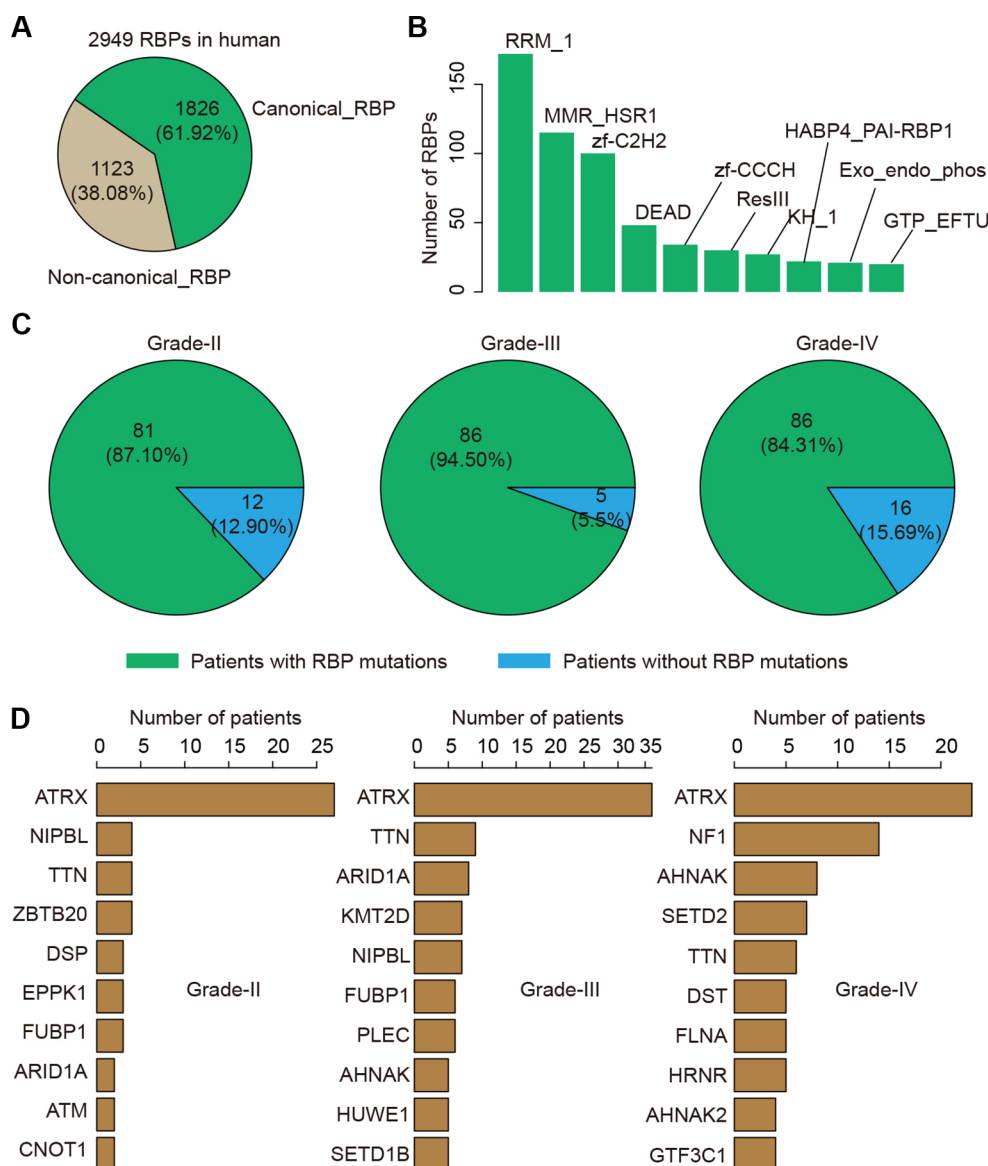 A
2949 RBPs in human
1826
(61.92%)
Canonical_RBP
1123
(38.08%)
Non-canonical_RBP
B
Number of RBPs
0
50
100
150
RRM_1
MMR_HSR1
zf-C2H2
DEAD
zf-CCCH
ResIII
KH_1
HABP4_PAI-RBP1
Exo_endo_phos
GTP_EFTU
C
Grade-II
81
(87.10%)
12
(12.90%)
Grade-III
86
(94.50%)
5
(5.5%)
Grade-IV
86
(84.31%)
16
(15.69%)
Patients with RBP mutations
Patients without RBP mutations
D
Number of patients
0 5 10 15 20 25
ATRX
NIPBL
TTN
ZBTB20
DSP
EPPK1
FUBP1
ARID1A
ATM
CNOT1
Grade-II
Number of patients
0 5 10 15 20 25 30 35
ATRX
TTN
ARID1A
KMT2D
NIPBL
FUBP1
PLEC
AHNAK
HUWE1
SETD1B
Grade-III
Number of patients
0 5 10 15 20
ATRX
NF1
AHNAK
SETD2
TTN
DST
FLNA
HRNR
AHNAK2
GTF3C1
Grade-IV